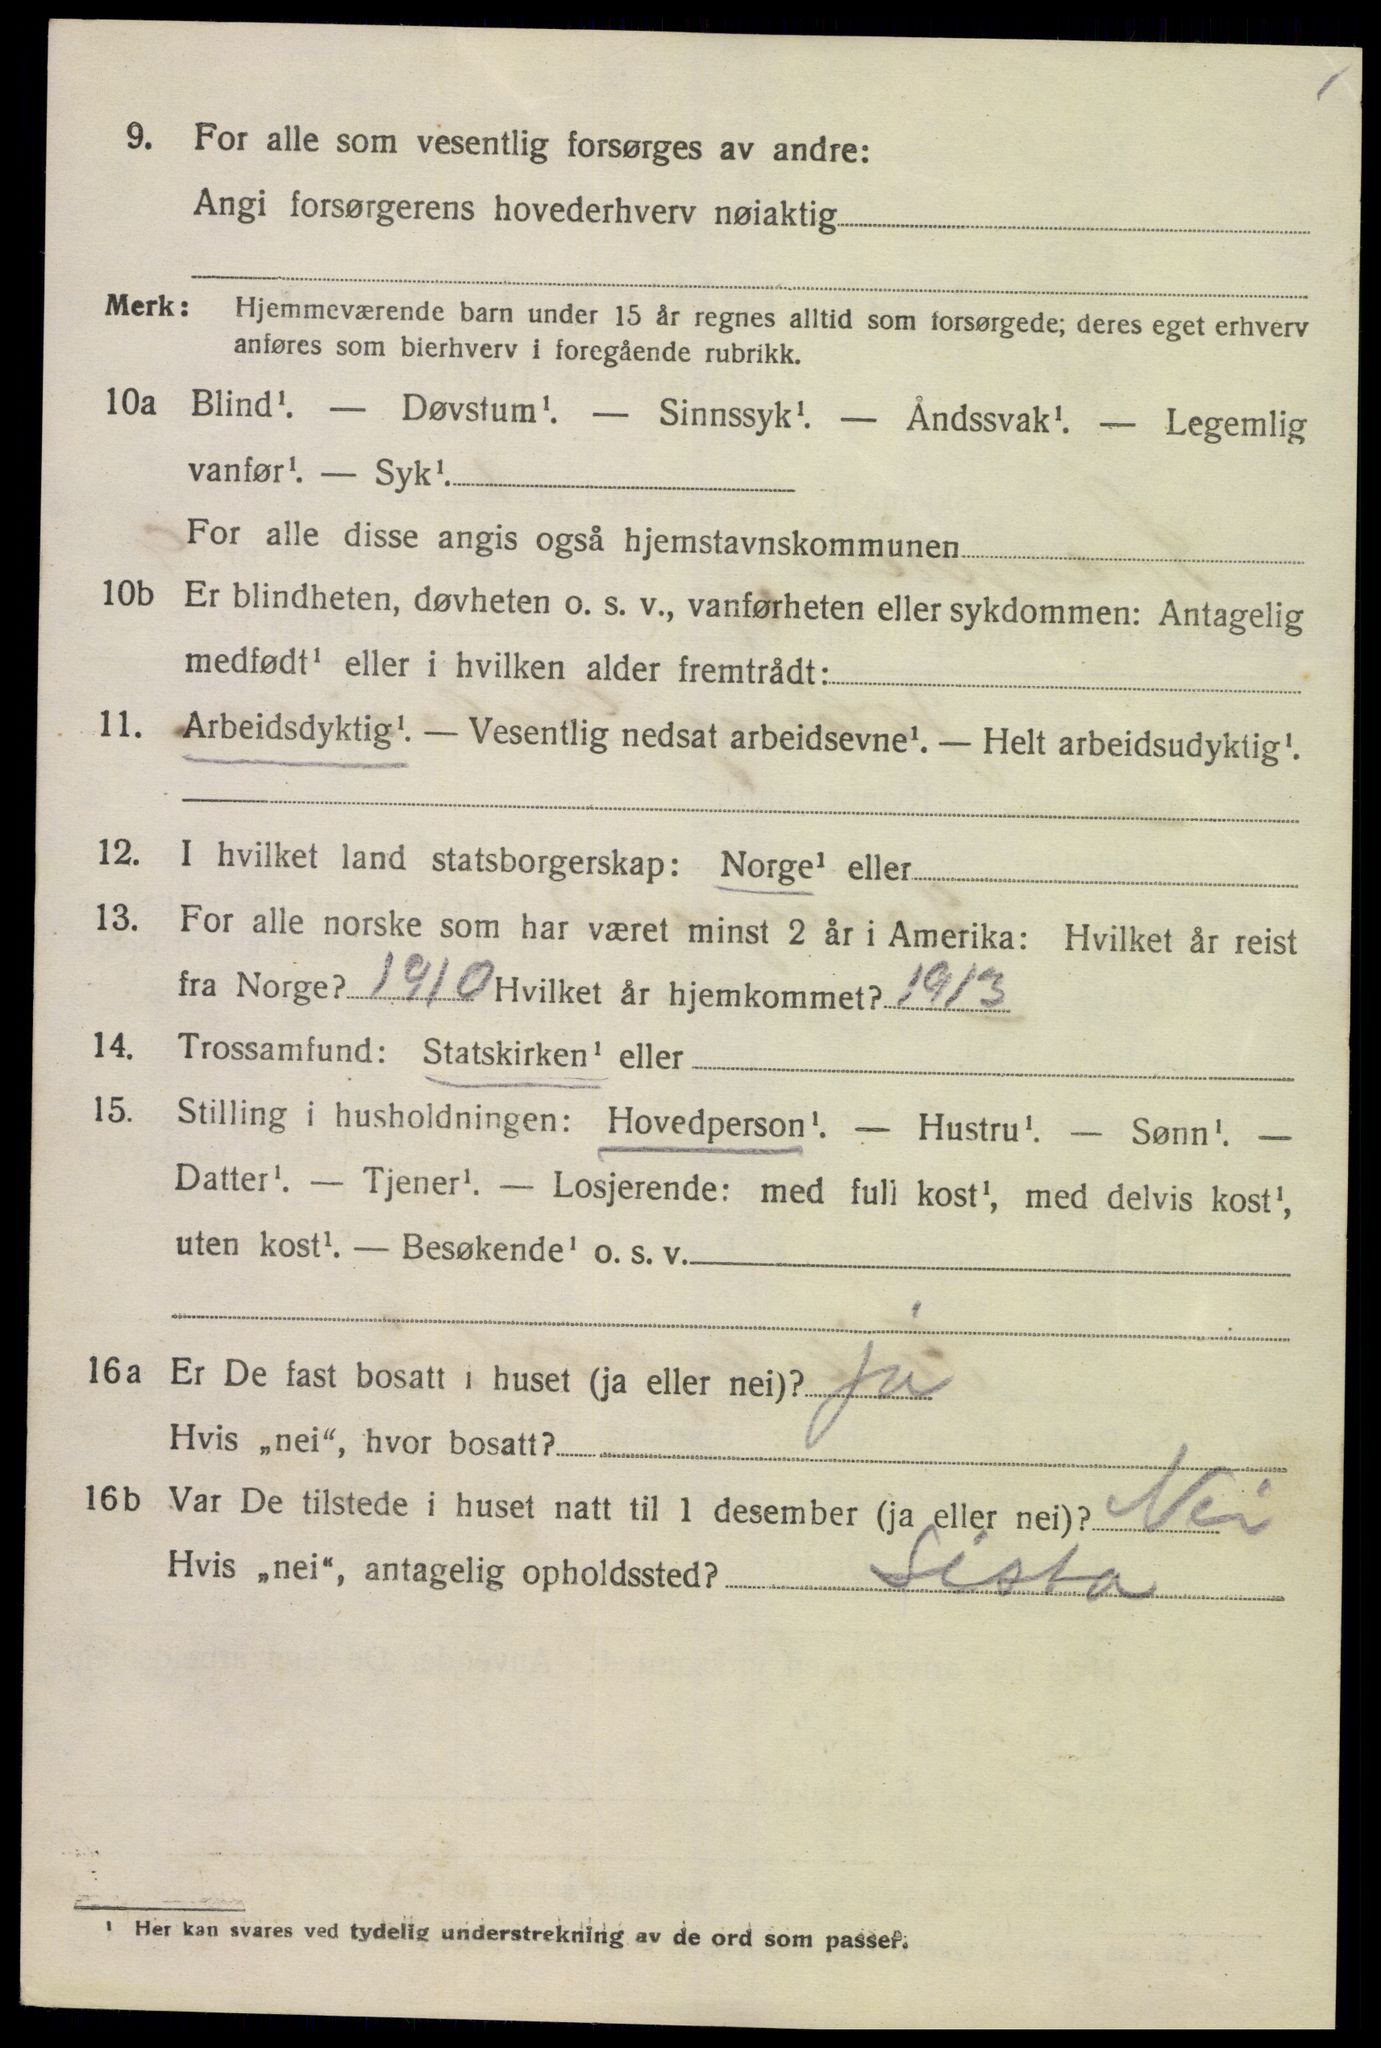 9. For alle som vesentlig forsørges av andre:
Angi forsørgerens hovederhverv nøiaktig
Merk: Hjemmeværende barn under 15 år regnes alltid som forsørgede; deres eget erhverv
anføres som bierhverv i foregående rubrikk.
10a Blind¹. — Døvstum¹. — Sinnssyk¹. — Åndssvak¹. — Legemlig
vanfør¹. — Syk¹.
For alle disse angis også hjemstavnskommunen
10b Er blindheten, døvheten o. s. v., vanførheten eller sykdommen: Antagelig
medfødt¹ eller i hvilken alder fremtrådt:
11. Arbeidsdyktig¹. — Vesentlig nedsat arbeidsevne¹. — Helt arbeidsudyktig¹.
12. I hvilket land statsborgerskap: Norge¹ eller
13. For alle norske som har været minst 2 år i Amerika: Hvilket år reist
fra Norge? 1910 Hvilket år hjemkommet? 1913
14. Trossamfund: Statskirken¹ eller
15. Stilling i husholdningen: Hovedperson¹. — Hustru¹. — Sønn¹. —
Datter¹. — Tjener¹. — Losjerende: med full kost¹, med delvis kost¹,
uten kost¹. — Besøkende¹ o. s. v.
16a Er De fast bosatt i huset (ja eller nei)? ja
Hvis „nei“, hvor bosatt?
16b Var De tilstede i huset natt til 1 desember (ja eller nei)? Nei
Hvis „nei“, antagelig opholdssted? Lista
¹ Her kan svares ved tydelig understrekning av de ord som passer.